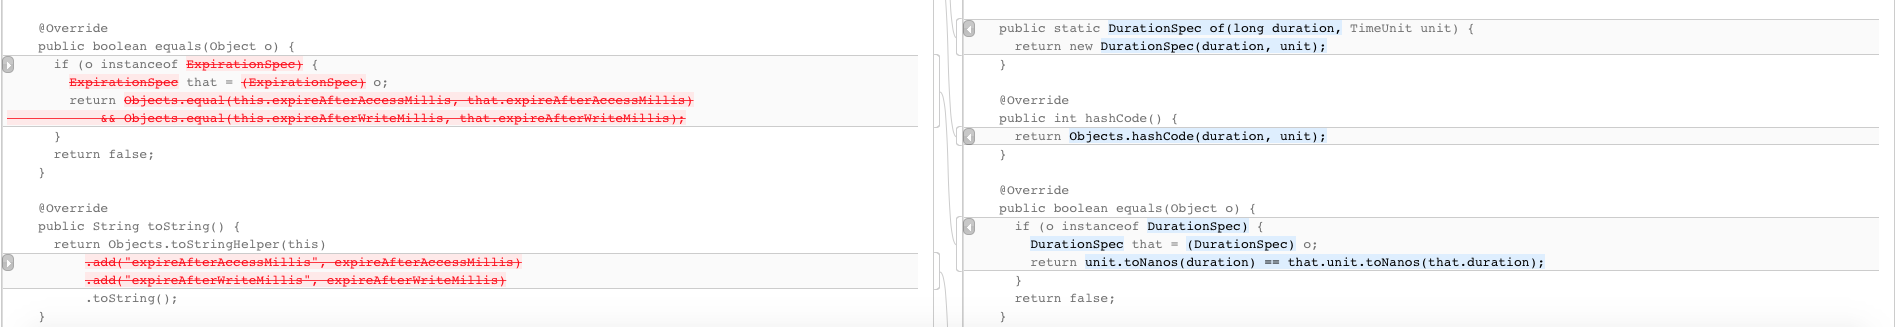 @Override
public boolean equals(Object o) {
if (o instanceof ExpirationSpec) {
ExpirationSpec that = (ExpirationSpec) o;
return Objects.equal(this.expireAfterAccessMillis, that.expireAfterAccessMillis)
&& Objects.equal(this.expireAfterWriteMillis, that.expireAfterWriteMillis);
}
return false;
}
@Override
public String toString() {
return Objects.toStringHelper(this)
.add("expireAfterAccessMillis", expireAfterAccessMillis)
.add("expireAfterWriteMillis", expireAfterWriteMillis)
.toString();
}
public static DurationSpec of(long duration, TimeUnit unit) {
return new DurationSpec(duration, unit);
}
@Override
public int hashCode() {
return Objects.hashCode(duration, unit);
}
@Override
public boolean equals(Object o) {
if (o instanceof DurationSpec) {
DurationSpec that = (DurationSpec) o;
return unit.toNanos(duration) == that.unit.toNanos(that.duration);
}
return false;
}